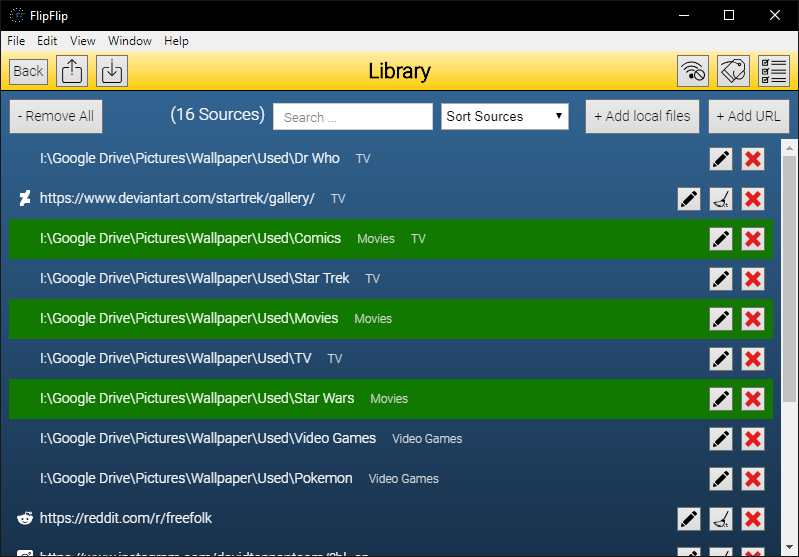 FlipFlip
File Edit View Window Help
Back Library
- Remove All (16 Sources) Search ... Sort Sources + Add local files + Add URL
I:\Google Drive\Pictures\Wallpaper\Used\Dr Who TV
https://www.deviantart.com/startrek/gallery/ TV
I:\Google Drive\Pictures\Wallpaper\Used\Comics Movies TV
I:\Google Drive\Pictures\Wallpaper\Used\Star Trek TV
I:\Google Drive\Pictures\Wallpaper\Used\Movies Movies
I:\Google Drive\Pictures\Wallpaper\Used\TV TV
I:\Google Drive\Pictures\Wallpaper\Used\Star Wars Movies
I:\Google Drive\Pictures\Wallpaper\Used\Video Games Video Games
I:\Google Drive\Pictures\Wallpaper\Used\Pokemon Video Games
https://reddit.com/r/freefolk